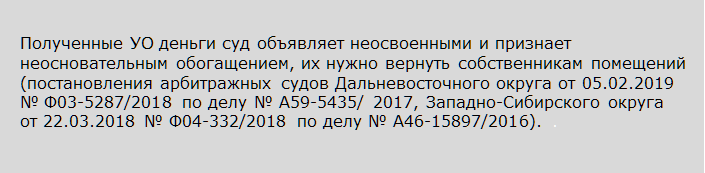 Полученные УО деньги суд объявляет неосвоенными и признает
неосновательным обогащением, их нужно вернуть собственникам помещений
(постановления арбитражных судов Дальневосточного округа от 05.02.2019
№ Ф03-5287/2018 по делу № А59-5435/ 2017, Западно-Сибирского округа
от 22.03.2018 № Ф04-332/2018 по делу № А46-15897/2016).